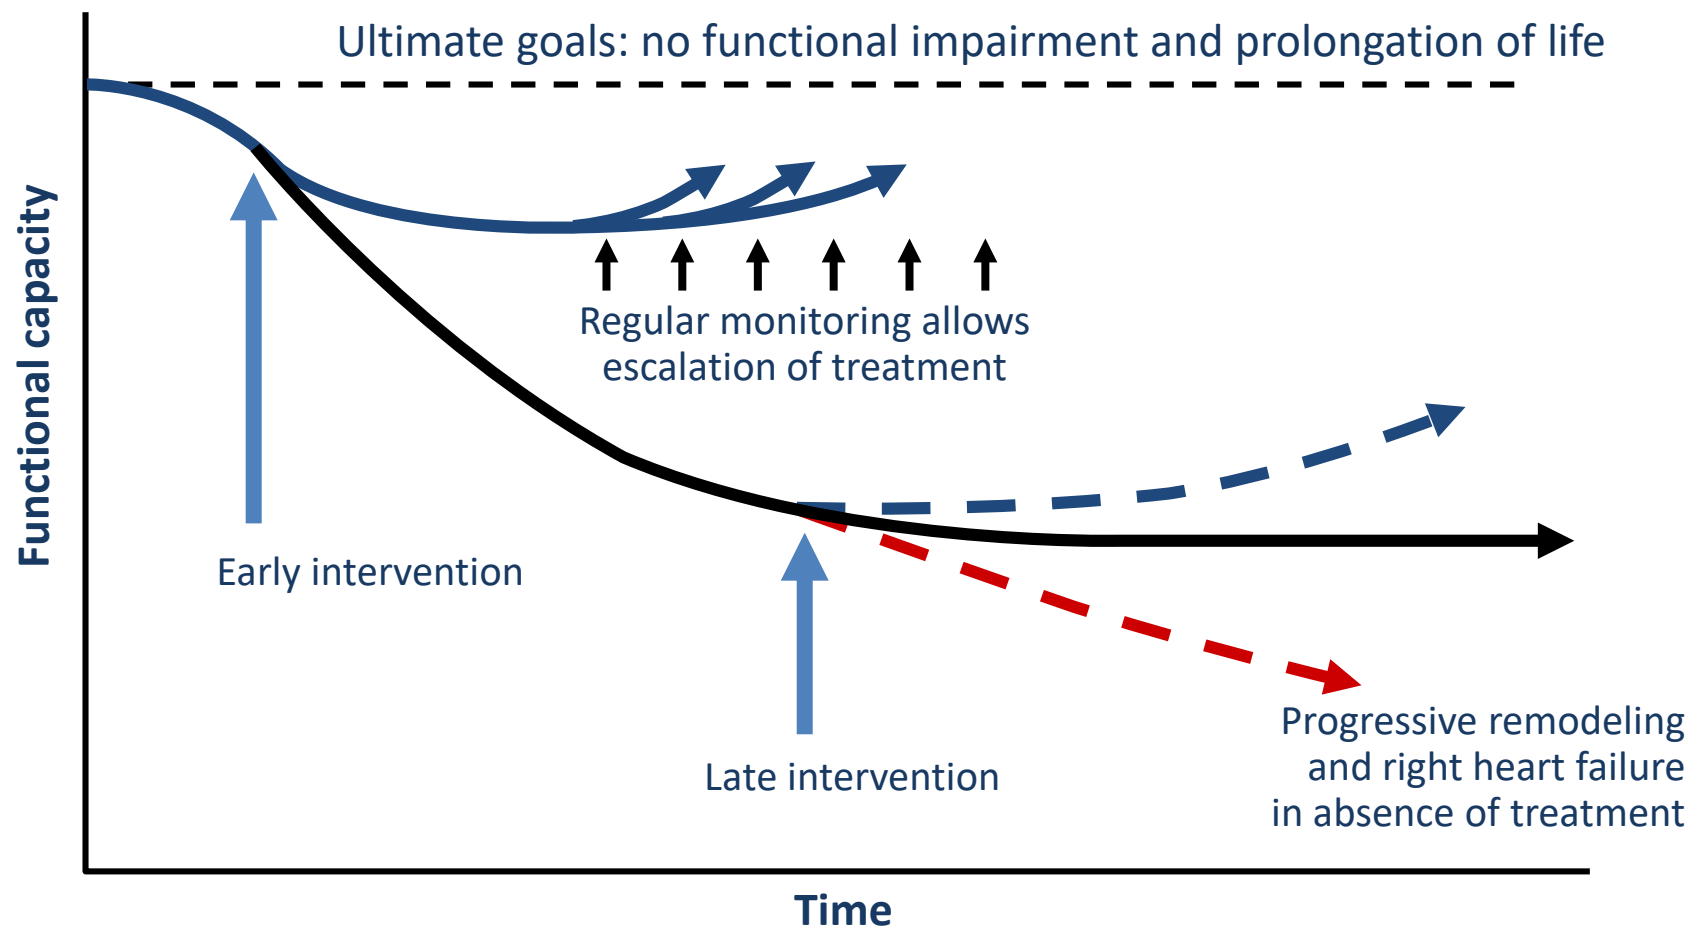 Ultimate goals: no functional impairment and prolongation of life
Functional capacity
Regular monitoring allows
escalation of treatment
Early intervention
Late intervention
Progressive remodeling
and right heart failure
in absence of treatment
Time